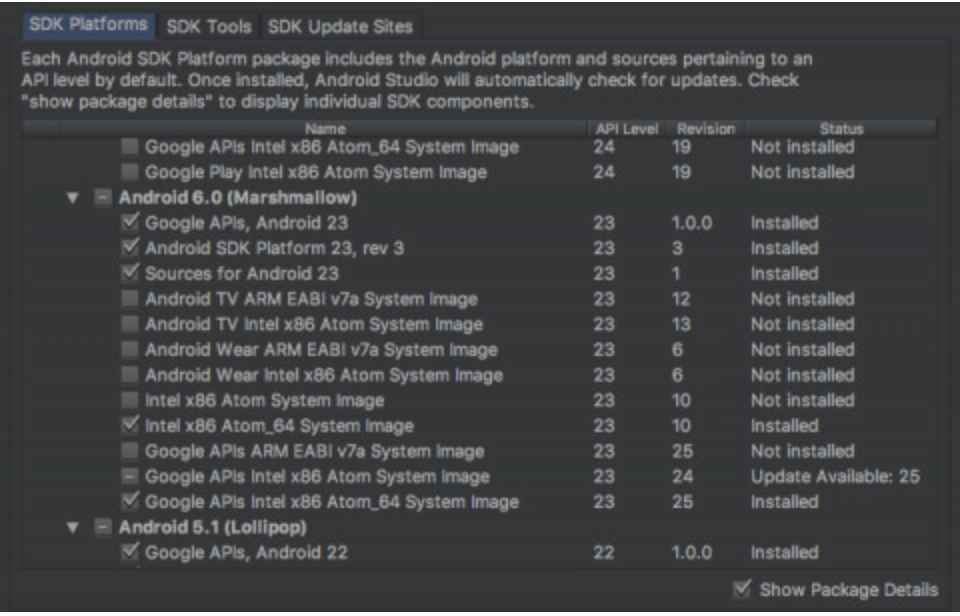 SDK Platforms SDK Tools SDK Update Sites
Each Android SDK Platform package includes the Android platform and sources pertaining to an
API level by default. Once installed, Android Studio will automatically check for updates. Check
"show package details" to display individual SDK components.
Name API Level Revision Status
Google APIs Intel x86 Atom_64 System Image 24 19 Not installed
Google Play Intel x86 Atom System Image 24 19 Not installed
Android 6.0 (Marshmallow)
Google APIs, Android 23 23 1.0.0 Installed
Android SDK Platform 23, rev 3 23 3 Installed
Sources for Android 23 23 1 Installed
Android TV ARM EABI v7a System Image 23 12 Not installed
Android TV Intel x86 Atom System Image 23 13 Not installed
Android Wear ARM EABI v7a System Image 23 6 Not installed
Android Wear Intel x86 Atom System Image 23 6 Not installed
Intel x86 Atom System Image 23 10 Not installed
Intel x86 Atom_64 System Image 23 10 Installed
Google APIs ARM EABI v7a System Image 23 25 Not installed
Google APIs Intel x86 Atom System Image 23 24 Update Available: 25
Google APIs Intel x86 Atom_64 System Image 23 25 Installed
Android 5.1 (Lollipop)
Google APIs, Android 22 22 1.0.0 Installed
Show Package Details